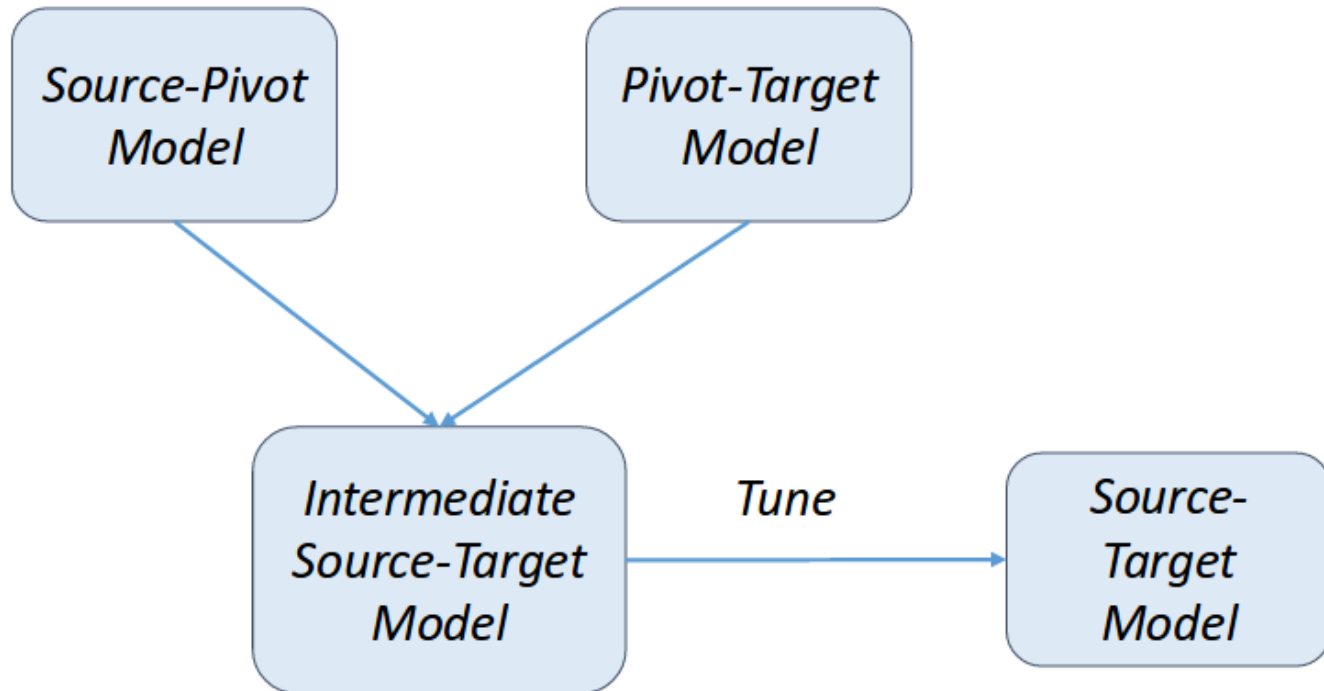 Source-Pivot
Model
Pivot-Target
Model
Intermediate
Source-Target
Model
Tune
Source-
Target
Model